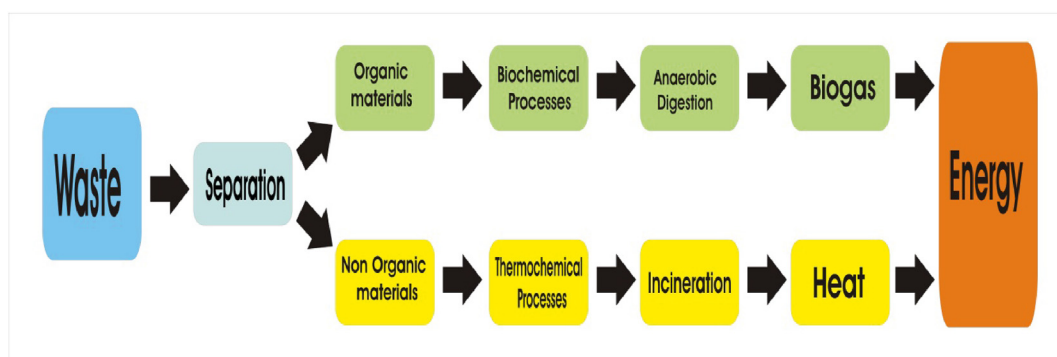 Waste
Separation
Organic
materials
Biochemical
Processes
Anaerobic
Digestion
Biogas
Non Organic
materials
Thermochemical
Processes
Incineration
Heat
Energy